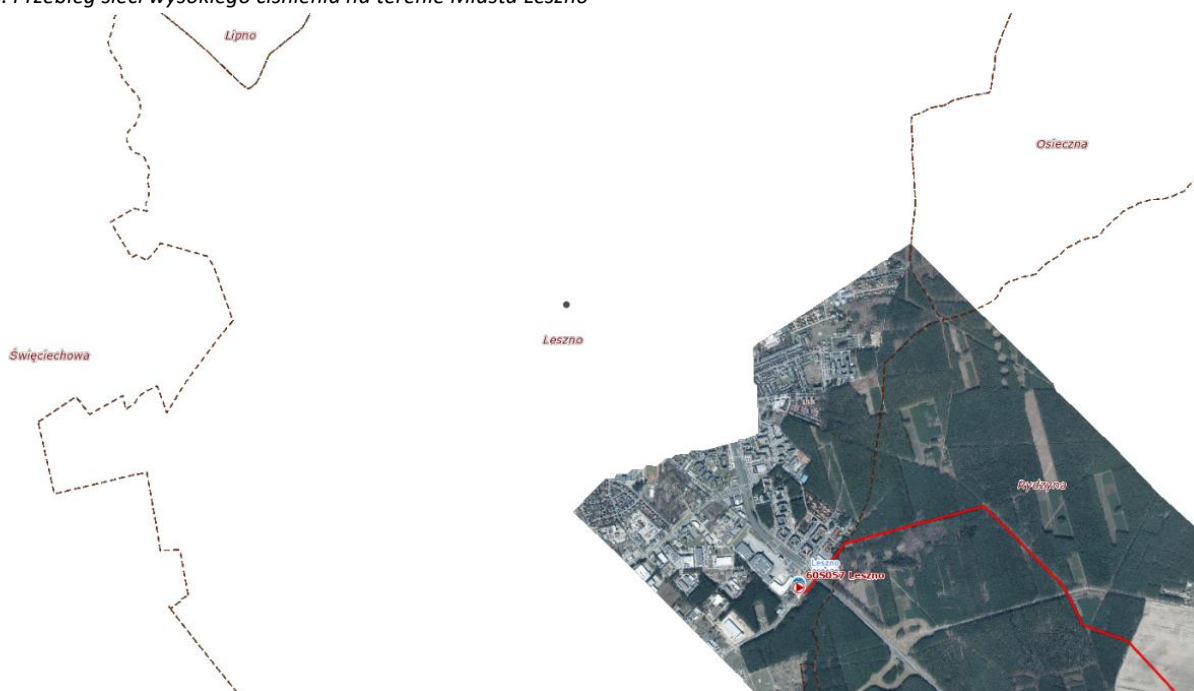 . Przebieg sieci wysokiego ciśnienia na terenie Miasta Leszno
Lipno
Osieczna
Leszno
Święciechowa
Rydzyna
Leszno
605057 Leszno